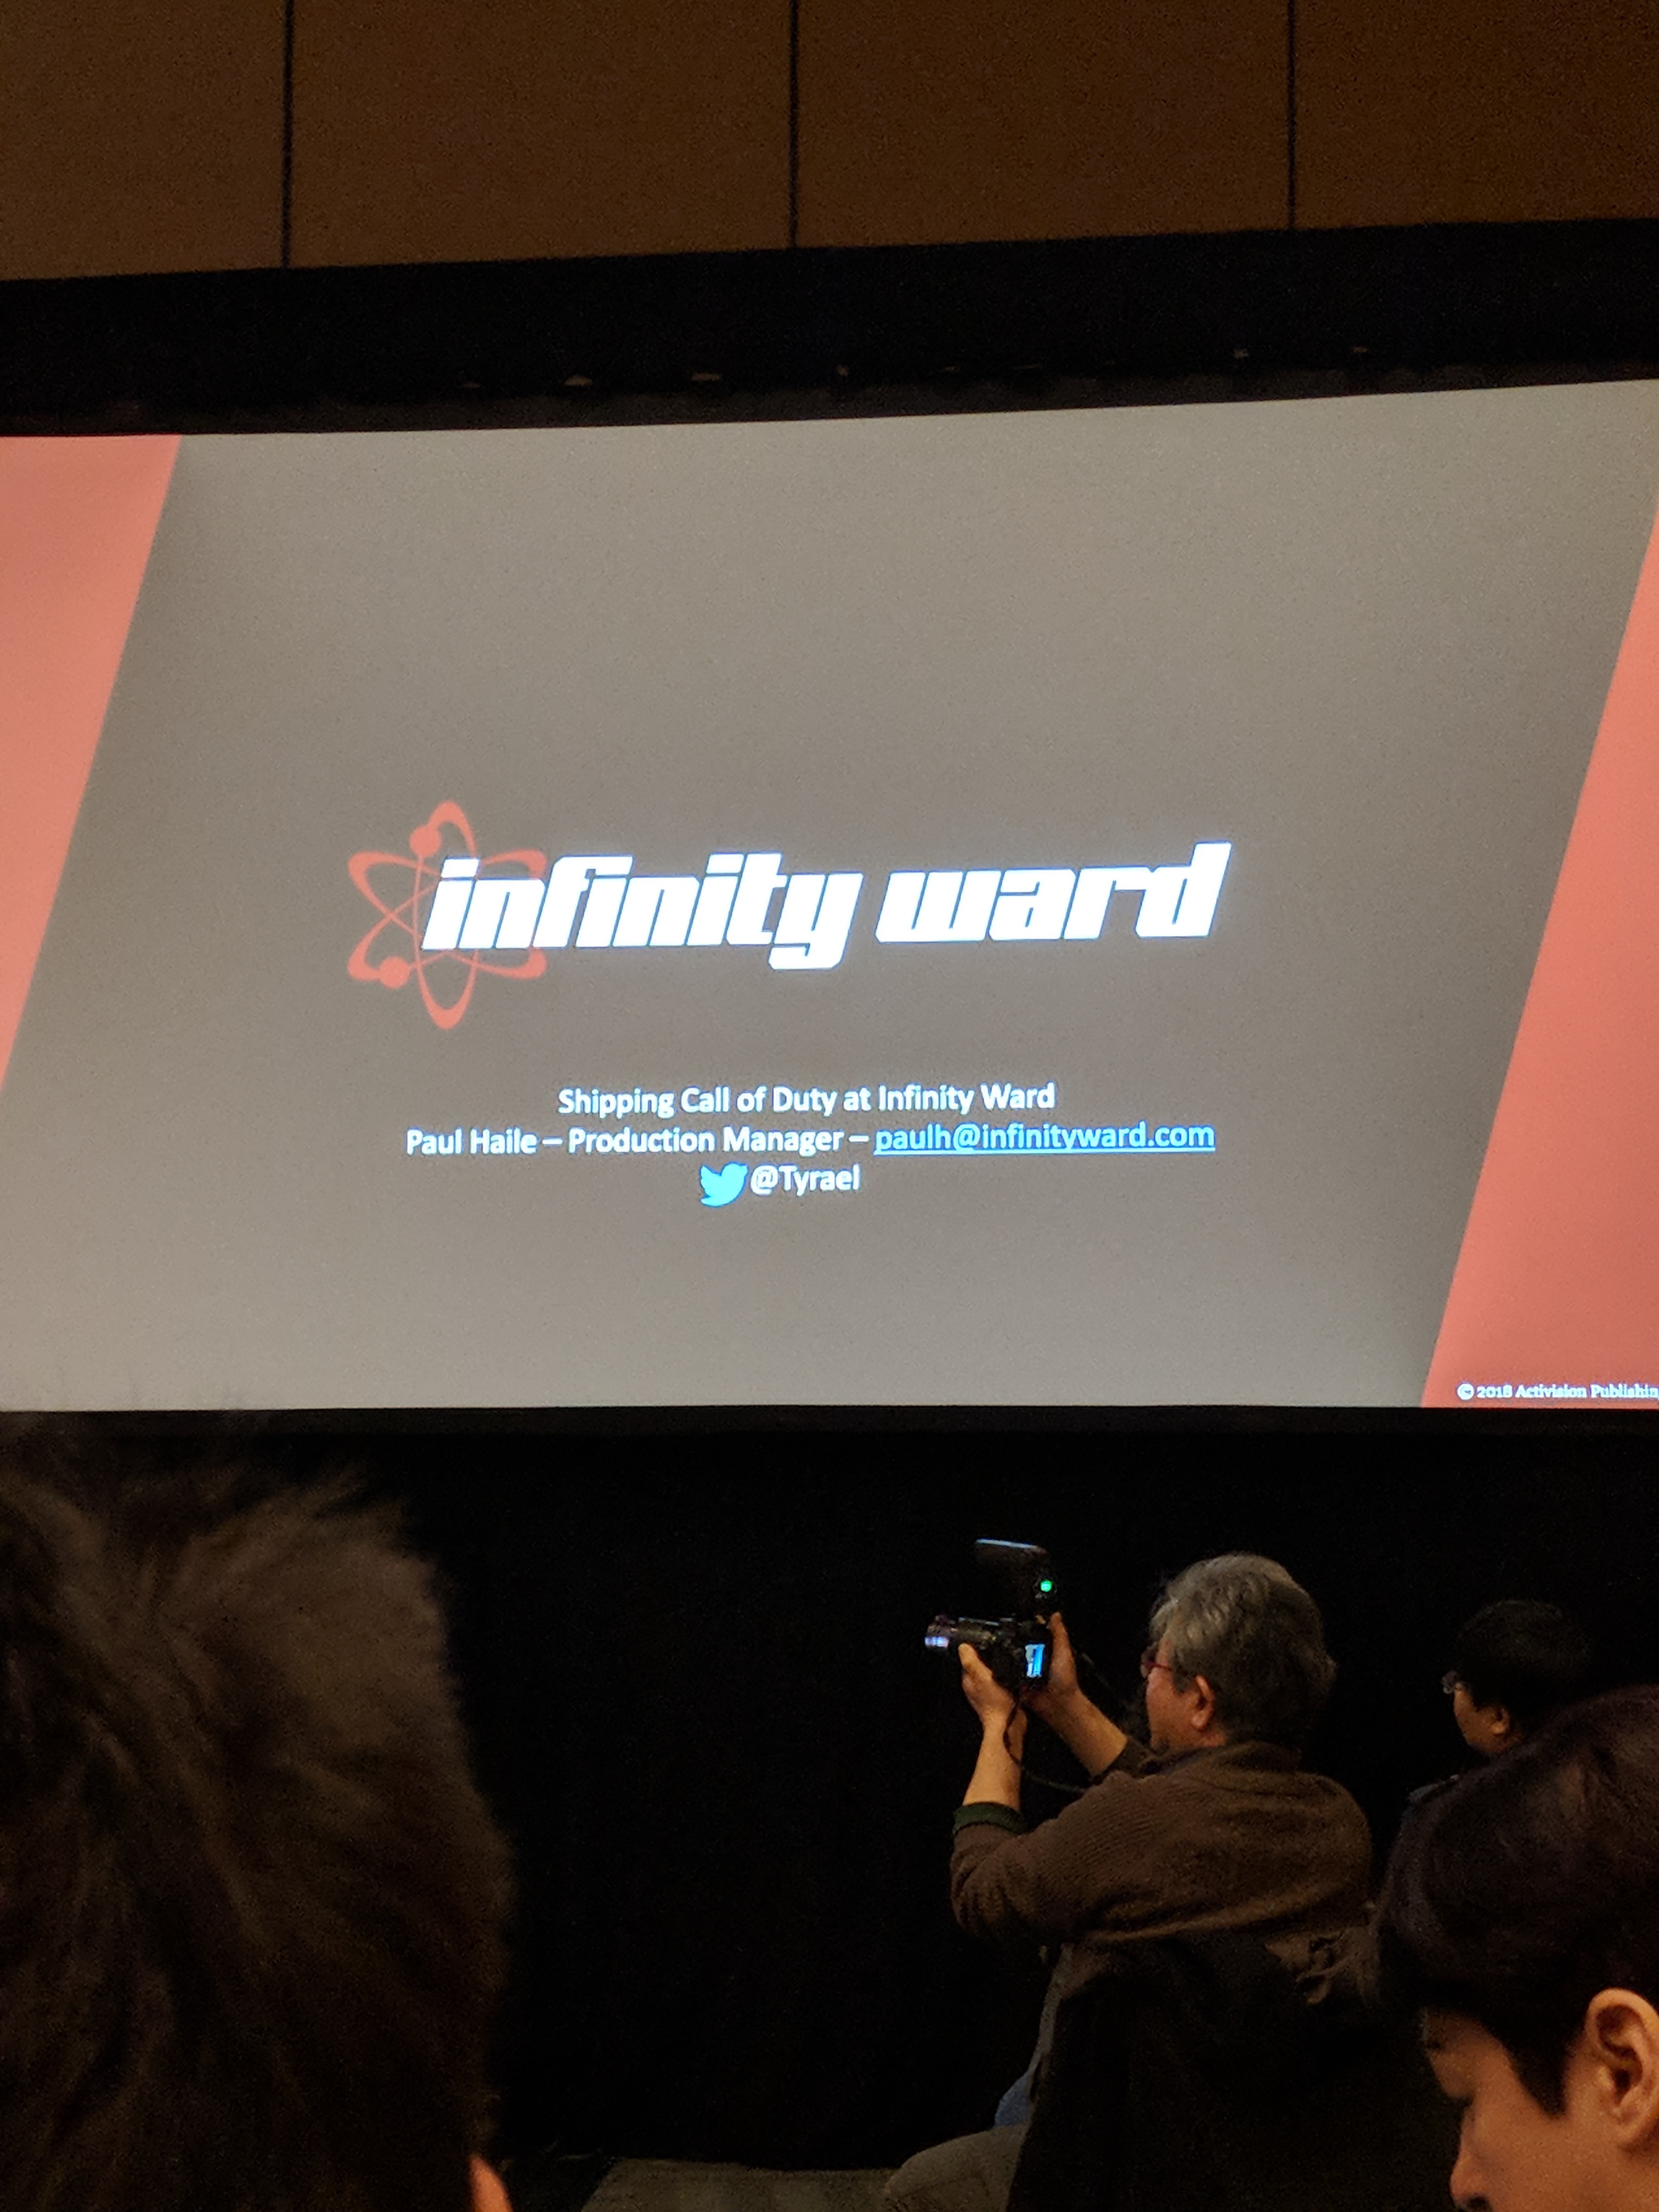 infinity ward
Shipping Call of Duty at Infinity Ward
Paul Haile – Production Manager – paulh@infinityward.com
@Tyrael
© 2018 Activision Publishin